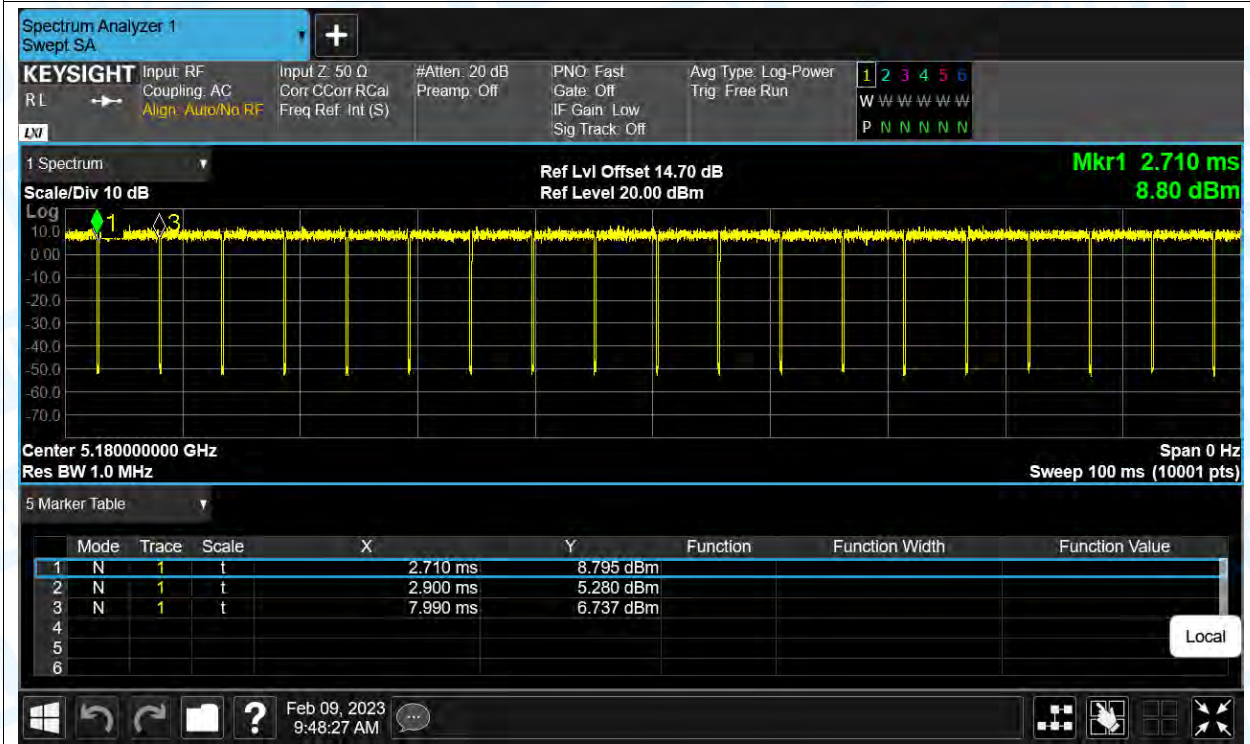 Spectrum Analyzer 1
Swept SA
+
KEYSIGHT Input: RF Input Z: 50 Ω #Atten: 20 dB PNO: Fast Avg Type: Log-Power 1 2 3 4 5 6
R L Coupling: AC Corr CCorr RCal Preamp: Off Gate: Off Trig: Free Run W W W W W W
Align: Auto/No RF Freq Ref: Int (S) IF Gain: Low P N N N N N
LXI Sig Track: Off
1 Spectrum Ref Lvl Offset 14.70 dB Mkr1 2.710 ms
Scale/Div 10 dB Ref Level 20.00 dBm 8.80 dBm
Log
1 3
10.0
0.00
-10.0
-20.0
-30.0
-40.0
-50.0
-60.0
-70.0
Center 5.180000000 GHz Span 0 Hz
Res BW 1.0 MHz Sweep 100 ms (10001 pts)
5 Marker Table
Mode Trace Scale X Y Function Function Width Function Value
1 N 1 t 2.710 ms 8.795 dBm
2 N 1 t 2.900 ms 5.280 dBm
3 N 1 t 7.990 ms 6.737 dBm
4
5
6
Local
? Feb 09, 2023
9:48:27 AM